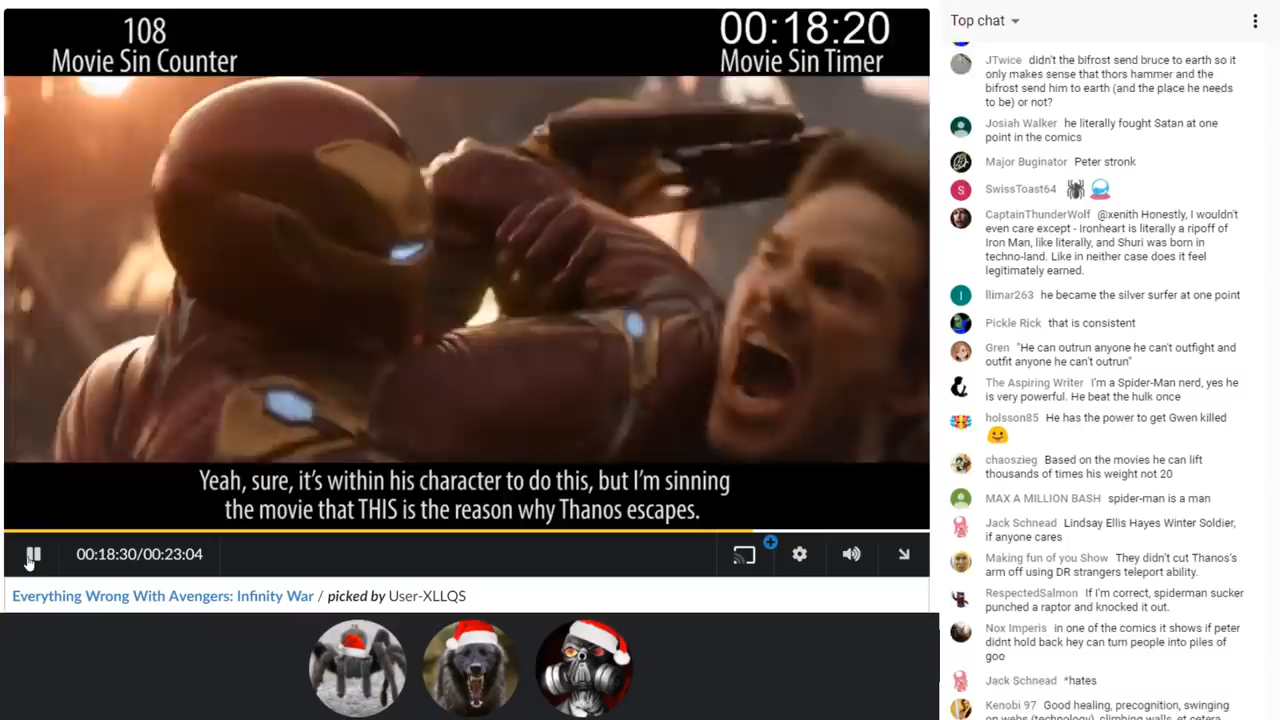 108
Movie Sin Counter
00:18:20
Movie Sin Timer
Yeah, sure, it's within his character to do this, but I'm sinning
the movie that THIS is the reason why Thanos escapes.
00:18:30/00:23:04
Everything Wrong With Avengers: Infinity War / picked by User-XLLQS
Top chat
JTwice didn't the bifrost send bruce to earth so it
only makes sense that thors hammer and the
bifrost send him to earth (and the place he needs
to be) or not?
Josiah Walker he literally fought Satan at one
point in the comics
Major Buginator Peter stronk
S SwissToast64
CaptainThunderWolf @xenith Honestly, I wouldn't
even care except - Ironheart is literally a ripoff of
Iron Man, like literally, and Shuri was born in
techno-land. Like in neither case does it feel
legitimately earned.
I llimar263 he became the silver surfer at one point
Pickle Rick that is consistent
Gren "He can outrun anyone he can't outfight and
outfit anyone he can't outrun"
The Aspiring Writer I'm a Spider-Man nerd, yes he
is very powerful. He beat the hulk once
holsson85 He has the power to get Gwen killed
chaoszieg Based on the movies he can lift
thousands of times his weight not 20
MAX A MILLION BASH spider-man is a man
Jack Schnead Lindsay Ellis Hayes Winter Soldier,
if anyone cares
Making fun of you Show They didn't cut Thanos's
arm off using DR strangers teleport ability.
RespectedSalmon If I'm correct, spiderman sucker
punched a raptor and knocked it out.
Nox Imperis in one of the comics it shows if peter
didnt hold back hey can turn people into piles of
goo
Jack Schnead *hates
Kenobi 97 Good healing, precognition, swinging
on webs (technology), climbing walls, et cetera